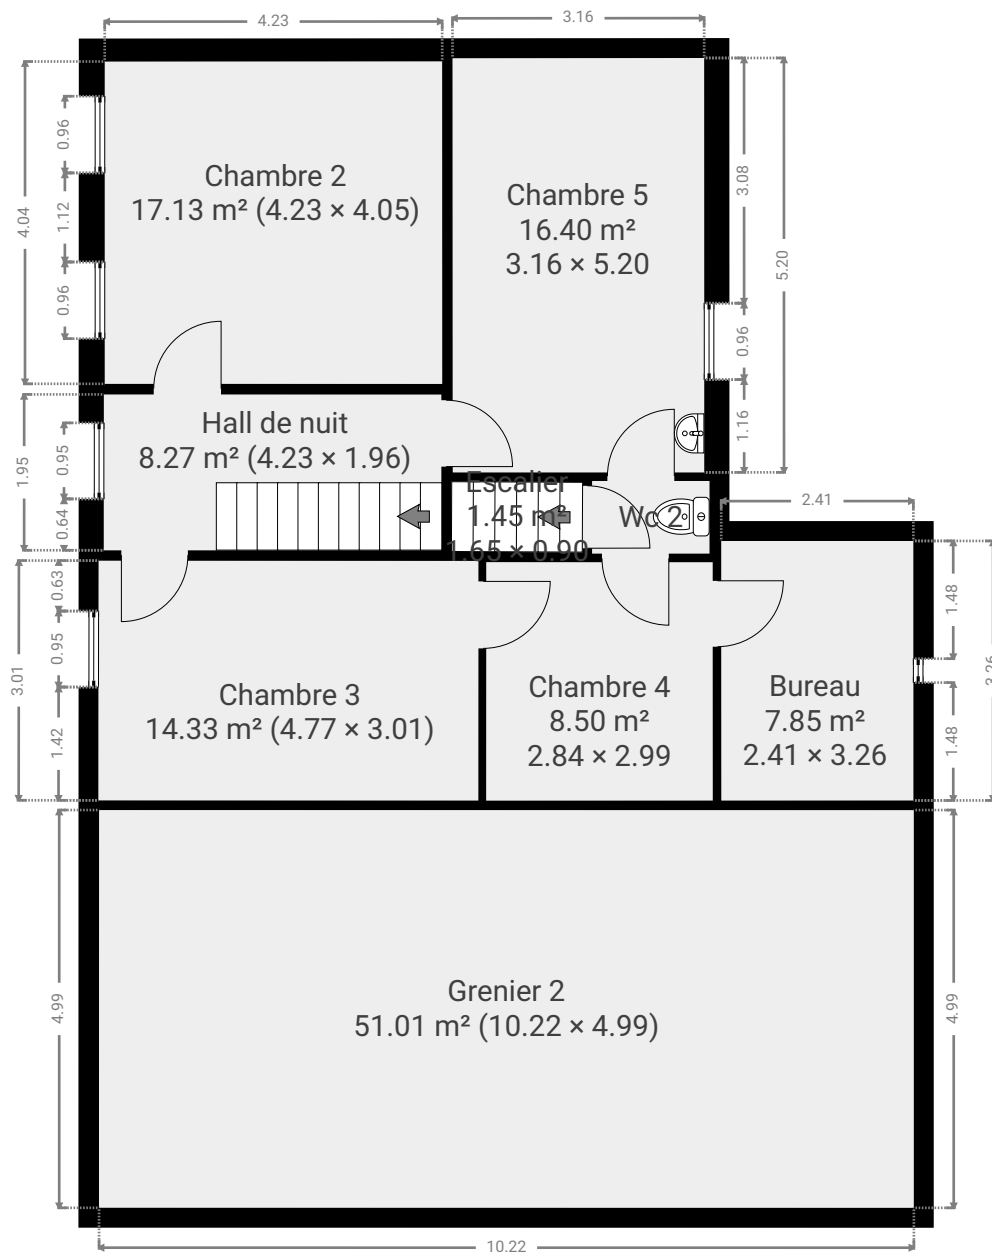 4.23
3.16
4.04
0.96
1.12
0.96
Chambre 2
17.13 m² (4.23 × 4.05)
Chambre 5
16.40 m²
3.16 × 5.20
3.08
5.20
0.96
1.16
1.95
0.95
0.64
Hall de nuit
8.27 m² (4.23 × 1.96)
Escalier
1.45 m²
1.65 × 0.90
Wc 2
2.41
0.63
3.01
0.95
1.42
Chambre 3
14.33 m² (4.77 × 3.01)
Chambre 4
8.50 m²
2.84 × 2.99
Bureau
7.85 m²
2.41 × 3.26
1.48
3.26
1.48
4.99
Grenier 2
51.01 m² (10.22 × 4.99)
4.99
10.22